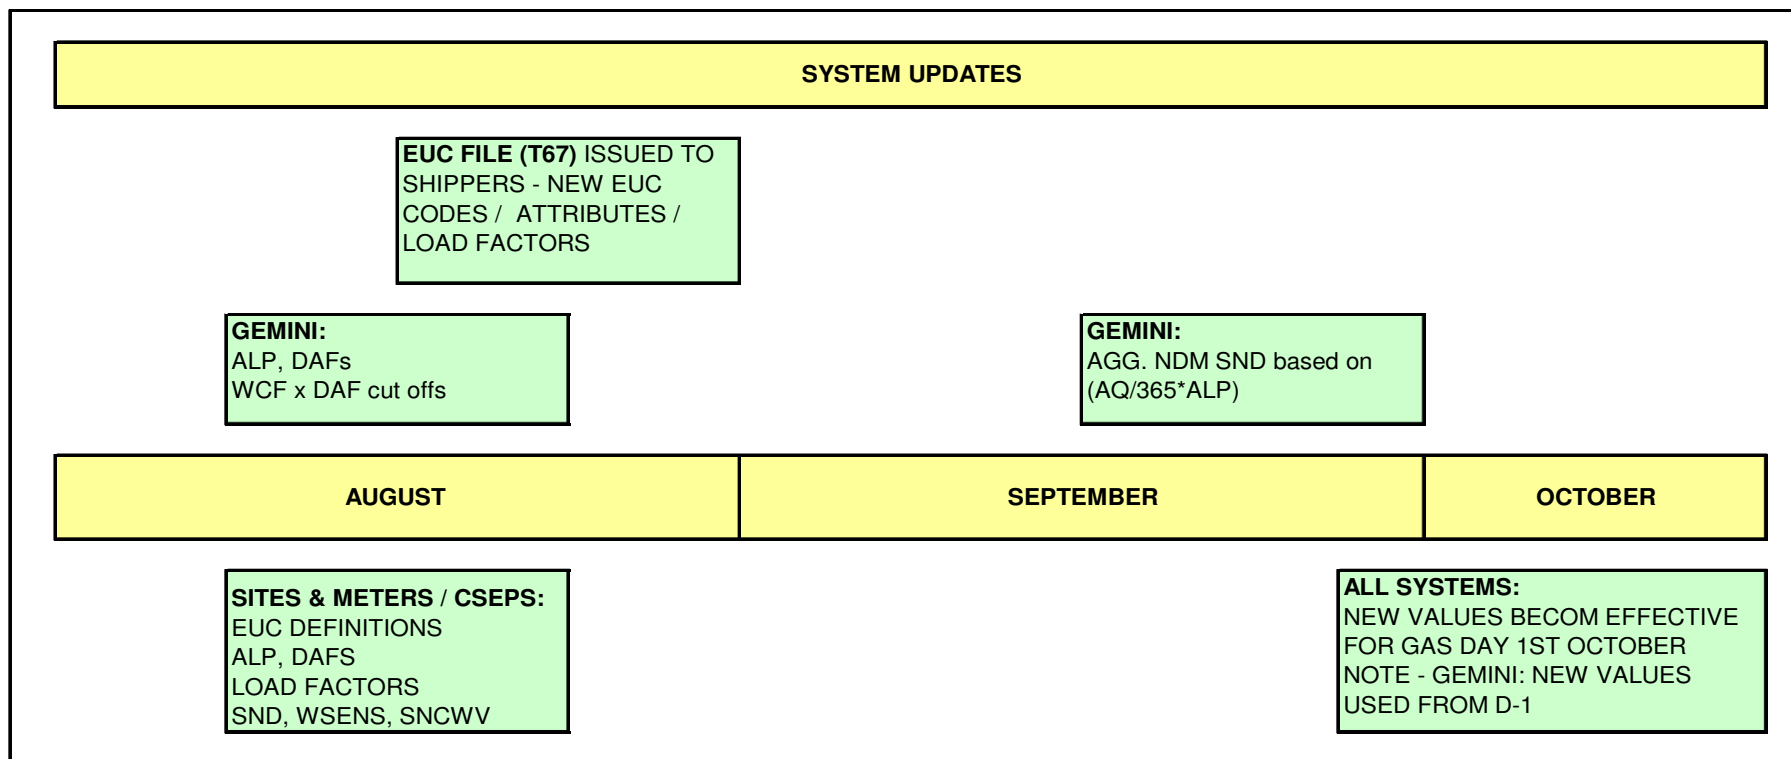 SYSTEM UPDATES
EUC FILE (T67) ISSUED TO
SHIPPERS - NEW EUC
CODES / ATTRIBUTES /
LOAD FACTORS
GEMINI:
ALP, DAFs
WCF x DAF cut offs
GEMINI:
AGG. NDM SND based on
(AQ/365*ALP)
AUGUST
SEPTEMBER
OCTOBER
SITES & METERS / CSEPS:
EUC DEFINITIONS
ALP, DAFS
LOAD FACTORS
SND, WSENS, SNCWV
ALL SYSTEMS:
NEW VALUES BECOM EFFECTIVE
FOR GAS DAY 1ST OCTOBER
NOTE - GEMINI: NEW VALUES
USED FROM D-1